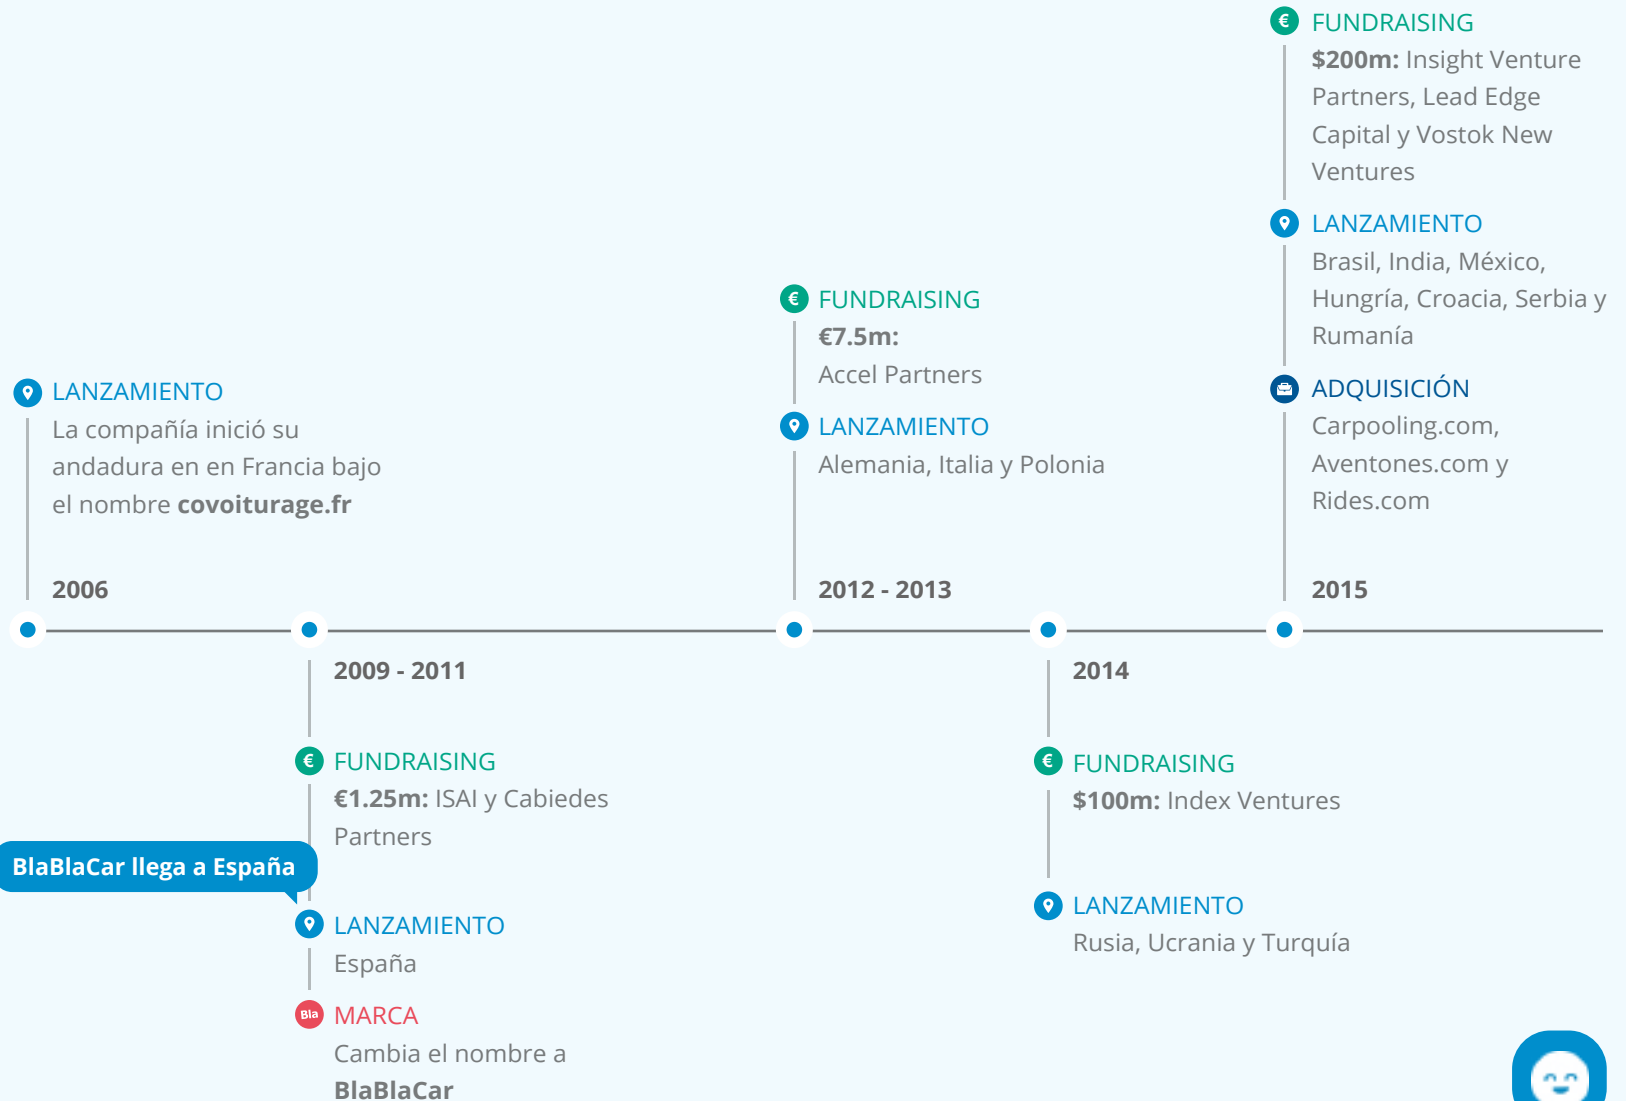 LANZAMIENTO
La compañía inició su
andadura en en Francia bajo
el nombre covoiturage.fr
2006
2009 - 2011
€
FUNDRAISING
€1.25m: ISAI y Cabiedes
Partners
BlaBlaCar llega a España
LANZAMIENTO
España
Bla
MARCA
Cambia el nombre a
BlaBlaCar
€
FUNDRAISING
€7.5m:
Accel Partners
LANZAMIENTO
Alemania, Italia y Polonia
2012 - 2013
2014
€
FUNDRAISING
$100m: Index Ventures
LANZAMIENTO
Rusia, Ucrania y Turquía
€
FUNDRAISING
$200m: Insight Venture
Partners, Lead Edge
Capital y Vostok New
Ventures
LANZAMIENTO
Brasil, India, México,
Hungría, Croacia, Serbia y
Rumanía
ADQUISICIÓN
Carpooling.com,
Aventones.com y
Rides.com
2015